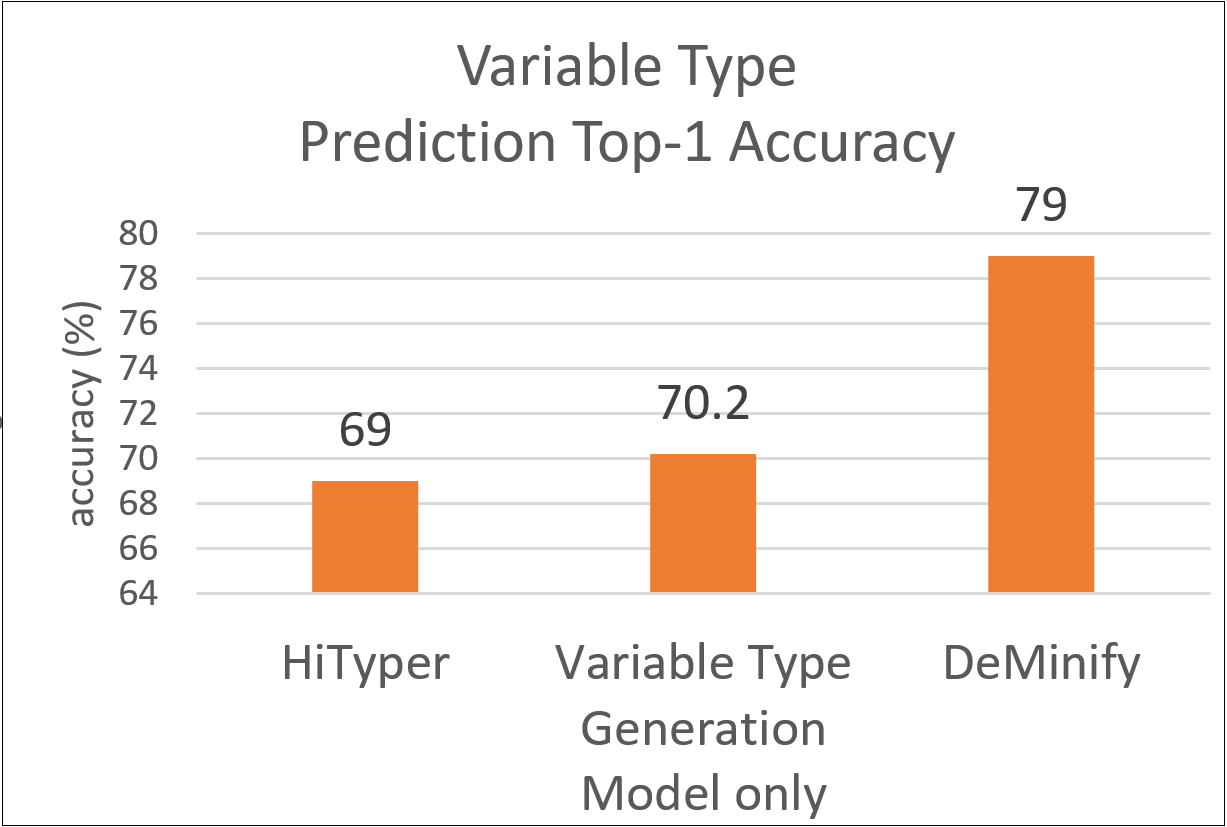 Variable Type
Prediction Top-1 Accuracy
79
80
78
76
74
72
70
68
66
64
accuracy (%)
69
70.2
HiTyper
Variable Type
Generation
Model only
DeMinify